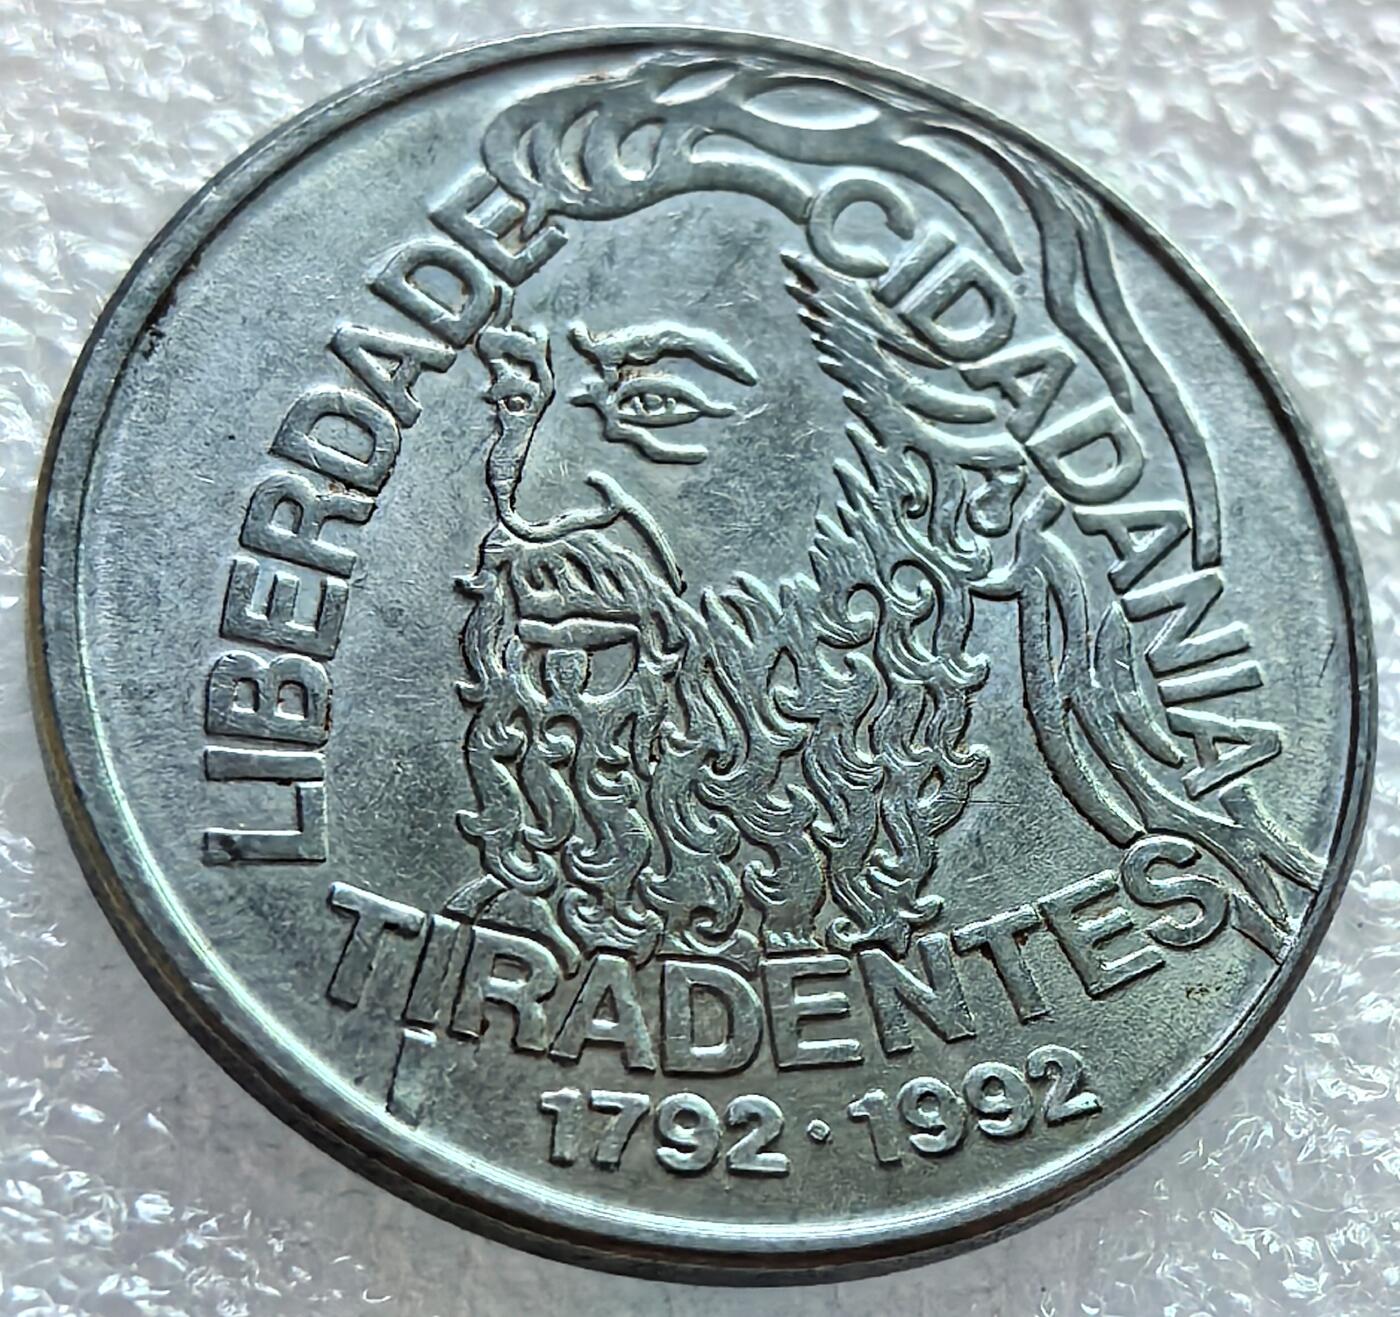 LIBERDADE
CIDADANIA
TIRADENTES
1792 · 1992